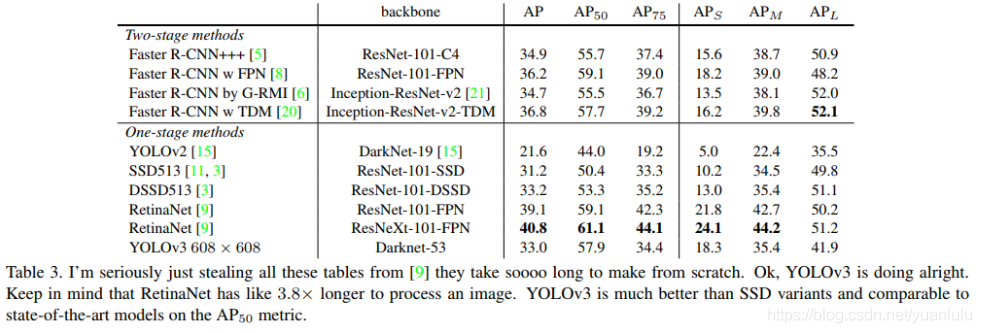 backbone AP AP50 AP75 APS APM APL
Two-stage methods
Faster R-CNN+++ [5] ResNet-101-C4 34.9 55.7 37.4 15.6 38.7 50.9
Faster R-CNN w FPN [8] ResNet-101-FPN 36.2 59.1 39.0 18.2 39.0 48.2
Faster R-CNN by G-RMI [6] Inception-ResNet-v2 [21] 34.7 55.5 36.7 13.5 38.1 52.0
Faster R-CNN w TDM [20] Inception-ResNet-v2-TDM 36.8 57.7 39.2 16.2 39.8 52.1
One-stage methods
YOLOv2 [15] DarkNet-19 [15] 21.6 44.0 19.2 5.0 22.4 35.5
SSD513 [11, 3] ResNet-101-SSD 31.2 50.4 33.3 10.2 34.5 49.8
DSSD513 [3] ResNet-101-DSSD 33.2 53.3 35.2 13.0 35.4 51.1
RetinaNet [9] ResNet-101-FPN 39.1 59.1 42.3 21.8 42.7 50.2
RetinaNet [9] ResNeXt-101-FPN 40.8 61.1 44.1 24.1 44.2 51.2
YOLOv3 608 × 608 Darknet-53 33.0 57.9 34.4 18.3 35.4 41.9
Table 3. I'm seriously just stealing all these tables from [9] they take soooo long to make from scratch. Ok, YOLOv3 is doing alright.
Keep in mind that RetinaNet has like 3.8× longer to process an image. YOLOv3 is much better than SSD variants and comparable to
state-of-the-art models on the AP50 metric.
https://blog.csdn.net/yuanlulu